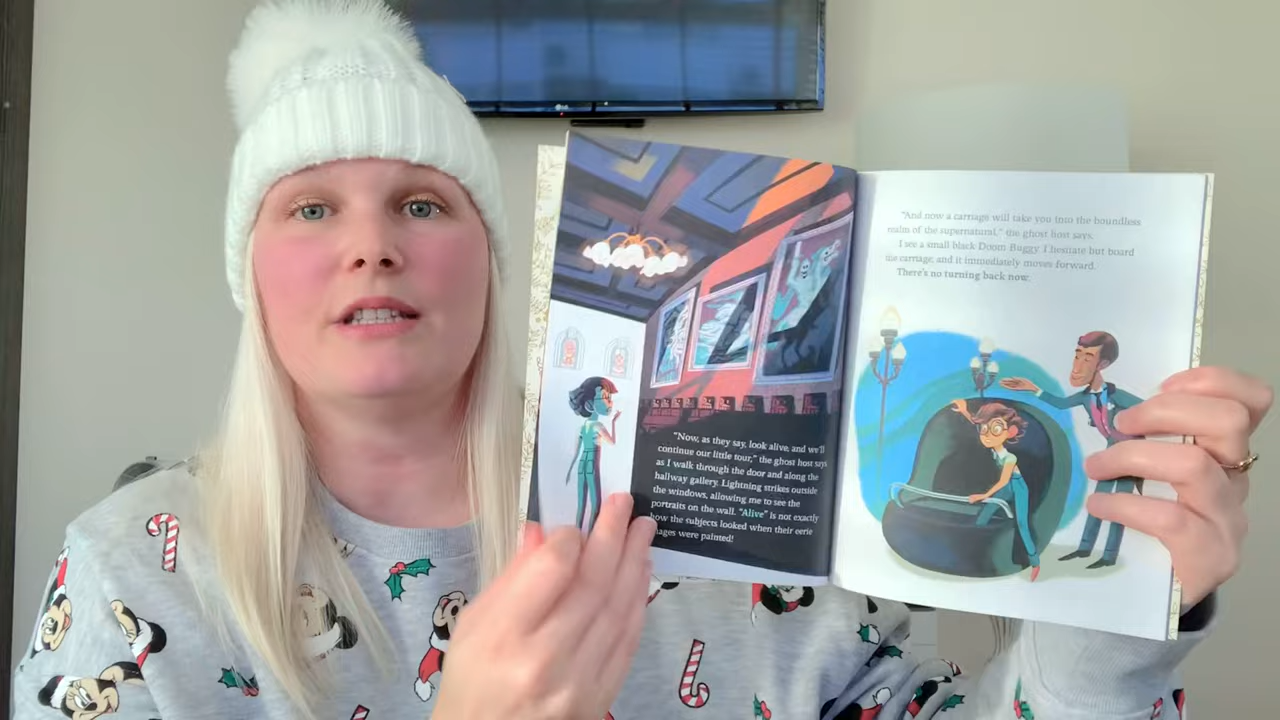 "Now, as they say, look alive, and we'll
continue our little tour," the ghost host says
as I walk through the door and along the
hallway gallery. Lightning strikes outside
the windows, allowing me to see the
portraits on the wall. "Alive" is not exactly
how the subjects looked when their eerie
images were painted!
"And now a carriage will take you into the boundless
realm of the supernatural," the ghost host says.
I see a small black Doom Buggy. I hesitate but board
the carriage, and it immediately moves forward.
There's no turning back now.